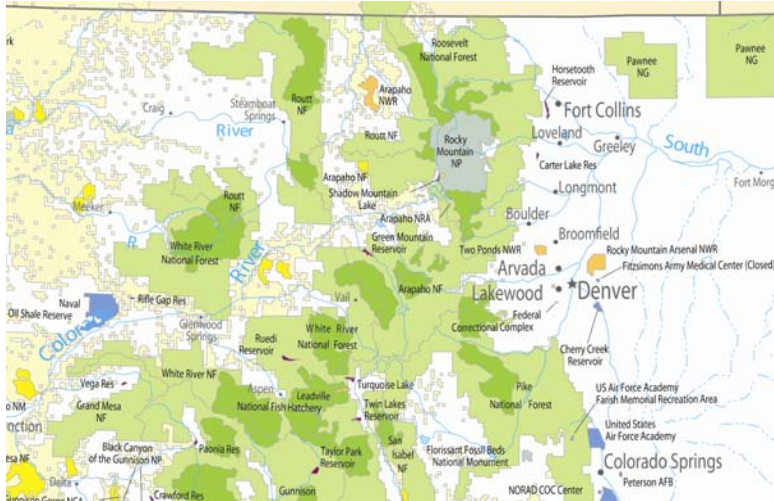 Roosevelt
National Forest
Pawnee
NG
Pawnee
NG
Horsetooth
Reservoir
Routt
NF
Arapaho
NWR
Craig
Steamboat
Springs
River
Fort Collins
Routt NF
Rocky
Mountain
NP
Loveland
Greeley
South
Carter Lake Res
Arapaho NF
Shadow Mountain
Lake
Fort Morg
Longmont
Meeker
Routt
NF
Arapaho NRA
Boulder
Green Mountain
Reservoir
Broomfield
R
White River
National Forest
River
Two Ponds NWR
Rocky Mountain Arsenal NWR
Arvada
Fitzsimons Army Medical Center (Closed)
Naval
Oil Shale Reserve
Rifle Gap Res
Vail
Arapaho NF
Lakewood
Denver
Federal
Correctional Complex
Glenwood
Springs
Color
Ruedi
Reservoir
White River
National Forest
Cherry Creek
Reservoir
White River NF
Vega Res
Aspen
Leadville
National Fish Hatchery
Turquoise Lake
Pike
National Forest
US Air Force Academy
Farish Memorial Recreation Area
Grand Mesa
NF
Twin Lakes
Reservoir
o NM
nction
United States
Air Force Academy
Black Canyon
of the Gunnison NP
Paonia Res
Taylor Park
Reservoir
San
Isabel
NF
Florissant Fossil Beds
National Monument
esa NF
Colorado Springs
Delta
Peterson AFB
Gunnison Gorge NCA
Crawford Res
Gunnison
NORAD COC Center